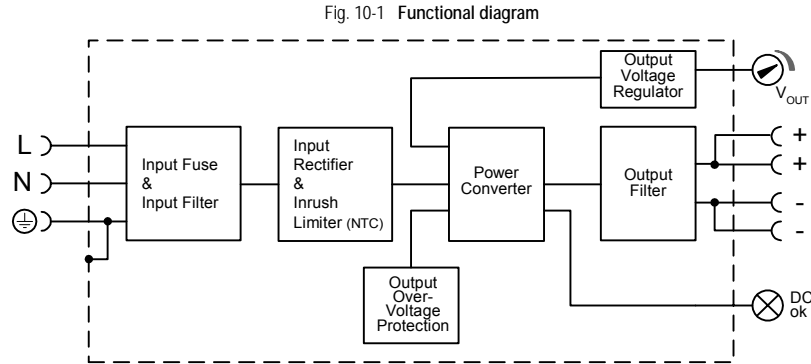 Fig. 10-1 Functional diagram
Output
Voltage
Regulator
V OUT
L
N
Input Fuse
&
Input Filter
Input
Rectifier
&
Inrush
Limiter (NTC)
Power
Converter
Output
Filter
+
+
-
-
Output
Over-
Voltage
Protection
DC
ok